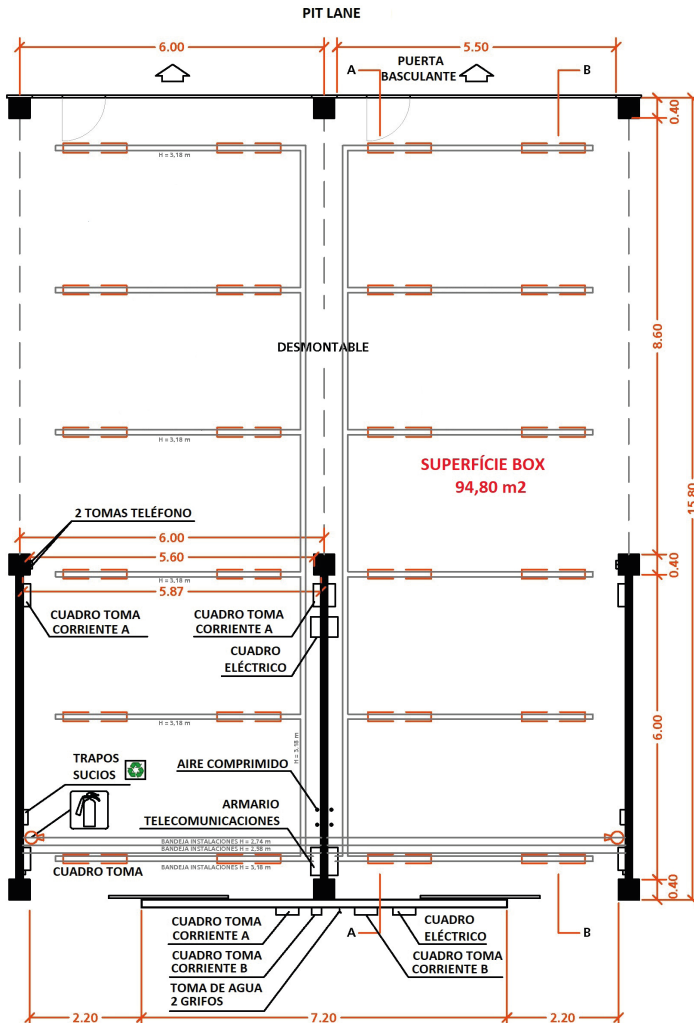 PIT LANE
6.00
5.50
PUERTA
BASCULANTE
A
B
0.40
H = 3,18 m
8.60
DESMONTABLE
H = 3,18 m
SUPERFÍCIE BOX
94,80 m2
15.80
2 TOMAS TELÉFONO
6.00
5.60
0.40
H = 3,18 m
5.87
CUADRO TOMA
CORRIENTE A
CUADRO TOMA
CORRIENTE A
CUADRO
ELÉCTRICO
H = 3,18 m
6.00
H = 3,18 m
TRAPOS
SUCIOS
AIRE COMPRIMIDO
ARMARIO
TELECOMUNICACIONES
BANDEJA INSTALACIONES H = 2,74 m
BANDEJA INSTALACIONES H = 2,98 m
BANDEJA INSTALACIONES H = 3,18 m
CUADRO TOMA
0.40
CUADRO TOMA
CORRIENTE A
CUADRO TOMA
CORRIENTE B
TOMA DE AGUA
2 GRIFOS
A
B
CUADRO
ELÉCTRICO
CUADRO TOMA
CORRIENTE B
2.20
7.20
2.20